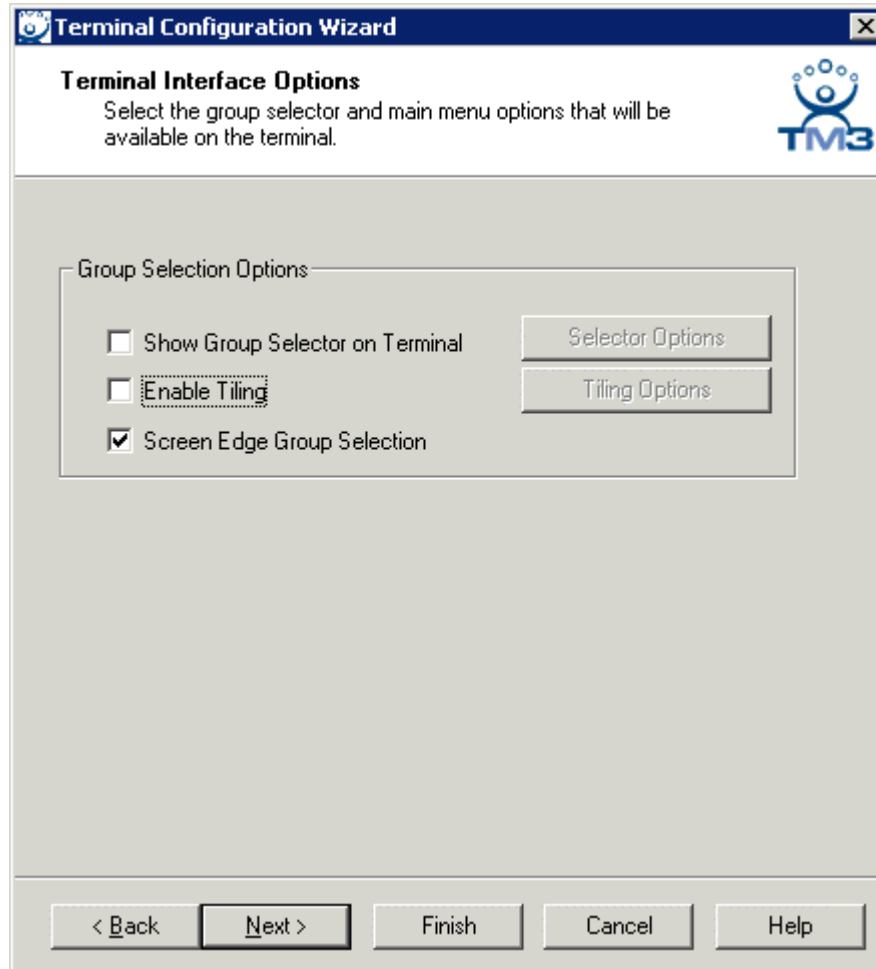 Terminal Configuration Wizard
Terminal Interface Options
Select the group selector and main menu options that will be
available on the terminal.
TM3
Group Selection Options
Show Group Selector on Terminal
Selector Options
Enable Tiling
Tiling Options
Screen Edge Group Selection
< Back
Next >
Finish
Cancel
Help